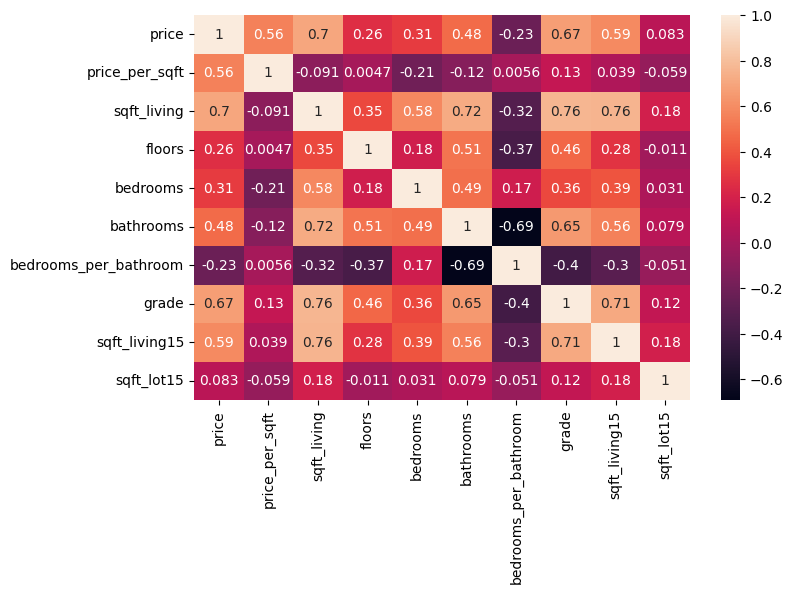 price 1 0.56 0.7 0.26 0.31 0.48 -0.23 0.67 0.59 0.083
price_per_sqft 0.56 1 -0.091 0.0047 -0.21 -0.12 0.0056 0.13 0.039 -0.059
sqft_living 0.7 -0.091 1 0.35 0.58 0.72 -0.32 0.76 0.76 0.18
floors 0.26 0.0047 0.35 1 0.18 0.51 -0.37 0.46 0.28 -0.011
bedrooms 0.31 -0.21 0.58 0.18 1 0.49 0.17 0.36 0.39 0.031
bathrooms 0.48 -0.12 0.72 0.51 0.49 1 -0.69 0.65 0.56 0.079
bedrooms_per_bathroom -0.23 0.0056 -0.32 -0.37 0.17 -0.69 1 -0.4 -0.3 -0.051
grade 0.67 0.13 0.76 0.46 0.36 0.65 -0.4 1 0.71 0.12
sqft_living15 0.59 0.039 0.76 0.28 0.39 0.56 -0.3 0.71 1 0.18
sqft_lot15 0.083 -0.059 0.18 -0.011 0.031 0.079 -0.051 0.12 0.18 1
price
price_per_sqft
sqft_living
floors
bedrooms
bathrooms
bedrooms_per_bathroom
grade
sqft_living15
sqft_lot15
1.0
0.8
0.6
0.4
0.2
0.0
−0.2
−0.4
−0.6